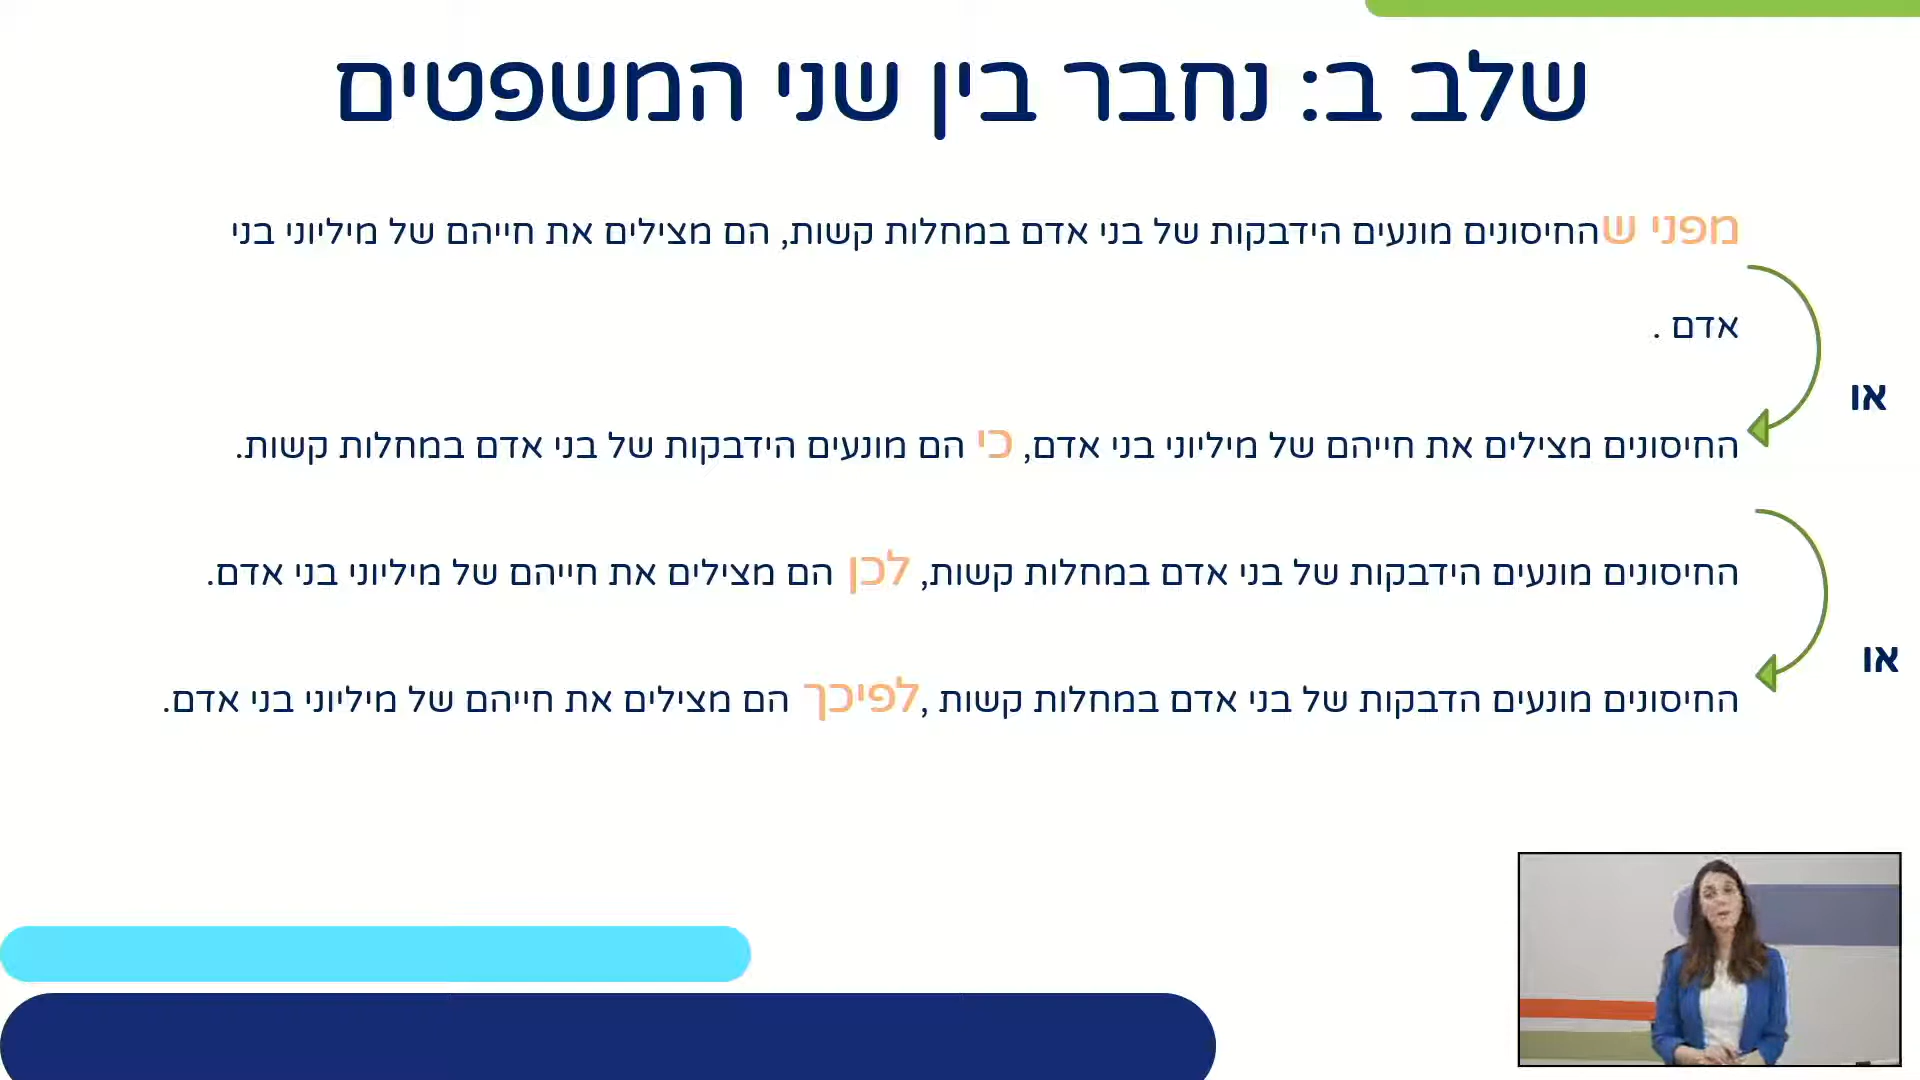 שלב ב: נחבר בין שני המשפטים
מפני שהחיסונים מונעים הידבקות של בני אדם במחלות קשות, הם מצילים את חייהם של מיליוני בני
אדם .
או
החיסונים מצילים את חייהם של מיליוני בני אדם, כי הם מונעים הידבקות של בני אדם במחלות קשות.
החיסונים מונעים הידבקות של בני אדם במחלות קשות, לכן הם מצילים את חייהם של מיליוני בני אדם.
או
החיסונים מונעים הדבקות של בני אדם במחלות קשות ,לפיכך הם מצילים את חייהם של מיליוני בני אדם.